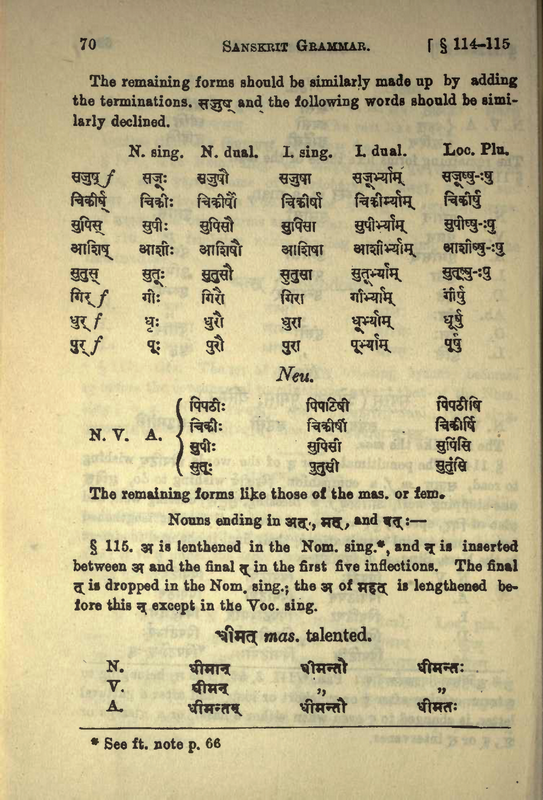 70 SANSKRIT GRAMMAR. [ § 114-115
The remaining forms should be similarly made up by adding
the terminations. सजुष् and the following words should be simi-
larly declined.
N. sing. N. dual. I. sing. I. dual. Loc. Plu.
सजुष् f सजूः सजुषौ सजुषा सजूर्भ्याम् सजूष्षु-:षु
चिकीर्ष् चिकीः चिकीर्षौ चिकीर्षा चिकीर्भ्याम् चिकीर्षु
सुपिस् सुपीः सुपिसौ सुपिसा सुपीर्भ्याम् सुपीष्षु-:षु
आशिष् आशीः आशिषौ आशिषा आशीर्भ्याम् आशीष्षु-:षु
सुतुस् सुतूः सुतुसौ सुतुसा सुतूर्भ्याम् सुतूष्षु-:षु
गिर् f गीः गिरौ गिरा गीर्भ्याम् गीर्षु
धुर् f धूः धुरौ धुरा धूर्भ्याम् धूर्षु
पुर् f पूः पुरौ पुरा पूर्भ्याम् पूर्षु
Neu.
पिपठीः पिपठिषी पिपठीषि
चिकीः चिकीर्षी चिकीर्षि
N. V. A. सुपीः सुपिसी सुपिंसि
सुतूः पुतुसी सुतुंसि
The remaining forms like those of the mas. or fem.
Nouns ending in अत्, मत्, and वत्:—
§ 115. अ is lenthened in the Nom. sing.*, and न् is inserted
between अ and the final त् in the first five inflections. The final
त् is dropped in the Nom. sing.; the अ of महत् is lengthened be-
fore this न् except in the Voc. sing.
धीमत् mas. talented.
N. धीमान् धीमन्तौ धीमन्तः
V. धीमन् ,, ,,
A. धीमन्तम् धीमन्तौ धीमतः
* See ft. note p. 66